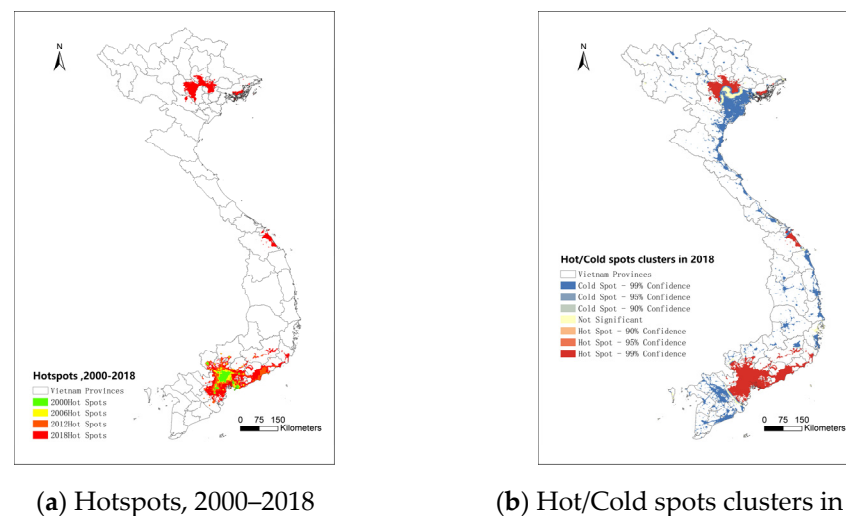 N
Hotspots ,2000-2018
Vietnam Provinces
2000Hot Spots
2006Hot Spots
2012Hot Spots
2018Hot Spots
0 75 150
Kilometers
(a) Hotspots, 2000–2018
N
Hot/Cold spots clusters in 2018
Vietnam Provinces
Cold Spot - 99% Confidence
Cold Spot - 95% Confidence
Cold Spot - 90% Confidence
Not Significant
Hot Spot - 90% Confidence
Hot Spot - 95% Confidence
Hot Spot - 99% Confidence
0 75 150
Kilometers
(b) Hot/Cold spots clusters in